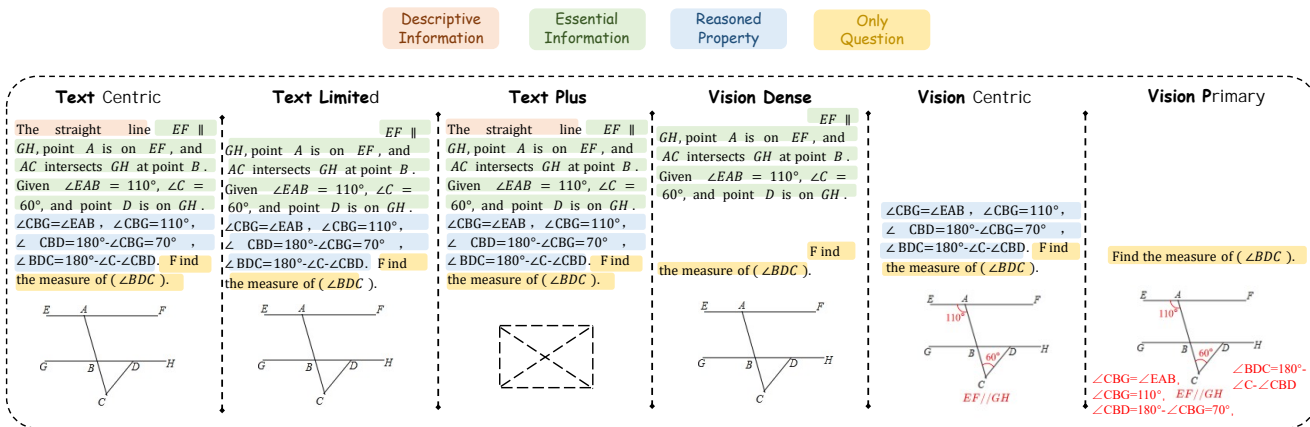 Descriptive
Information
Essential
Information
Reasoned
Property
Only
Question
Text Centric
The straight line EF ∥
GH, point A is on EF, and
AC intersects GH at point B.
Given ∠EAB = 110°, ∠C =
60°, and point D is on GH.
∠CBG=∠EAB , ∠CBG=110°,
∠ CBD=180°-∠CBG=70° ,
∠BDC=180°-∠C-∠CBD. Find
the measure of (∠BDC).
E A F
G B D H
C
Text Limited
EF ∥
GH, point A is on EF, and
AC intersects GH at point B.
Given ∠EAB = 110°, ∠C =
60°, and point D is on GH.
∠CBG=∠EAB , ∠CBG=110°,
∠ CBD=180°-∠CBG=70° ,
∠BDC=180°-∠C-∠CBD. Find
the measure of (∠BDC).
E A F
G B D H
C
Text Plus
The straight line EF ∥
GH, point A is on EF, and
AC intersects GH at point B.
Given ∠EAB = 110°, ∠C =
60°, and point D is on GH.
∠CBG=∠EAB , ∠CBG=110°,
∠ CBD=180°-∠CBG=70° ,
∠BDC=180°-∠C-∠CBD. Find
the measure of (∠BDC).
Vision Dense
EF ∥
GH, point A is on EF, and
AC intersects GH at point B.
Given ∠EAB = 110°, ∠C =
60°, and point D is on GH.
Find
the measure of (∠BDC).
E A F
G B D H
C
Vision Centric
∠CBG=∠EAB , ∠CBG=110°,
∠ CBD=180°-∠CBG=70° ,
∠BDC=180°-∠C-∠CBD. Find
the measure of (∠BDC).
E A F
110°
G B 60° D H
C
EF//GH
Vision Primary
Find the measure of (∠BDC).
E A F
110°
G B 60° D H
C
∠CBG=∠EAB,
∠CBG=110°, EF//GH
∠CBD=180°-∠CBG=70°,
∠BDC=180°-
∠C-∠CBD